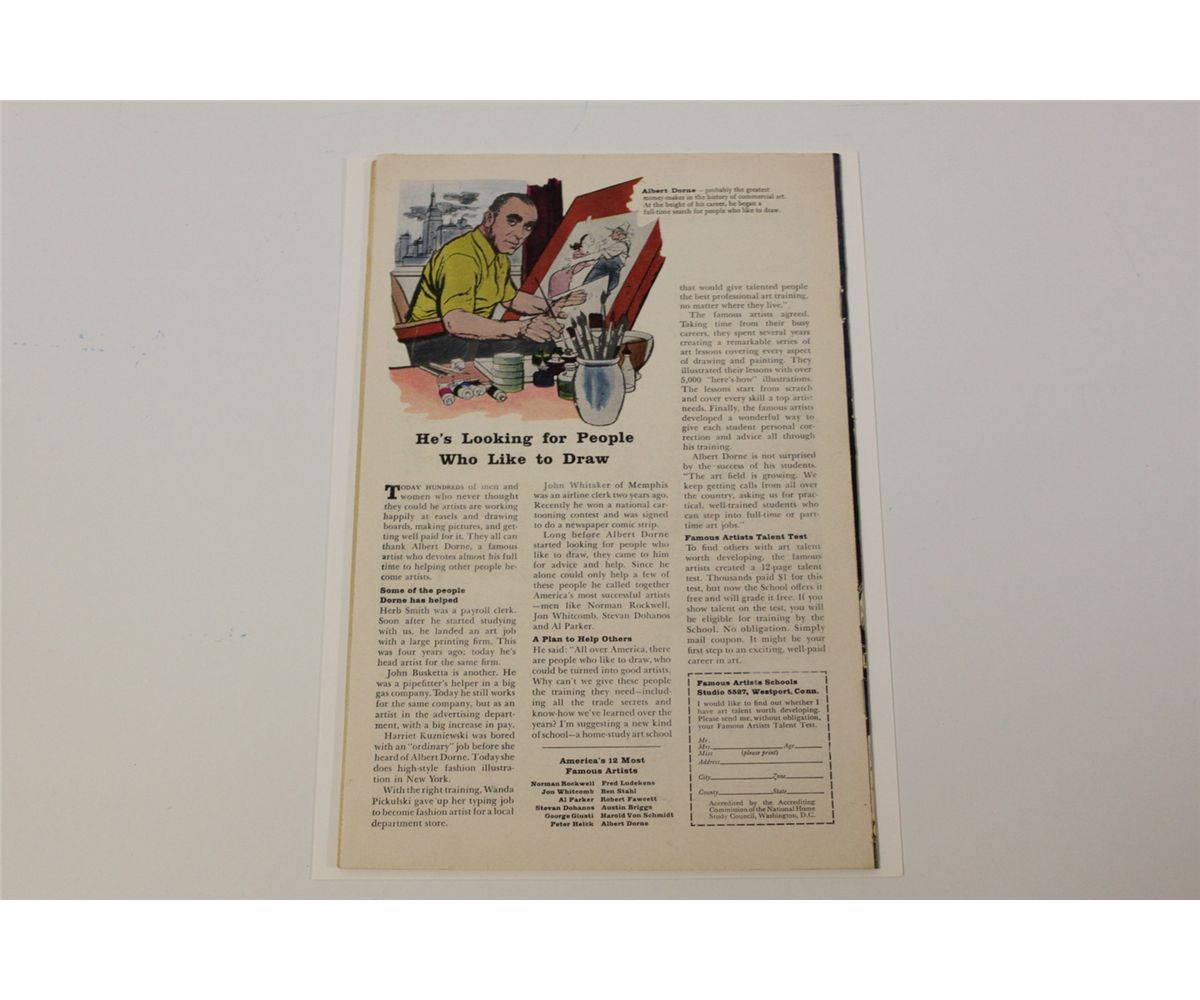 Albert Dorne – probably the greatest
money-maker in the history of commercial art.
At the height of his career, he began a
full-time search for people who like to draw.
He's Looking for People
Who Like to Draw
TODAY HUNDREDS of men and
women who never thought
they could be artists are working
happily at easels and drawing
boards, making pictures, and get-
ting well paid for it. They all can
thank Albert Dorne, a famous
artist who devotes almost his full
time to helping other people be-
come artists.
Some of the people
Dorne has helped
Herb Smith was a payroll clerk.
Soon after he started studying
with us, he landed an art job
with a large printing firm. This
was four years ago; today he's
head artist for the same firm.
John Busketta is another. He
was a pipefitter's helper in a big
gas company. Today he still works
for the same company, but as an
artist in the advertising depart-
ment, with a big increase in pay.
Harriet Kuzniewski was bored
with an "ordinary" job before she
heard of Albert Dorne. Today she
does high-style fashion illustra-
tion in New York.
With the right training, Wanda
Pickulski gave up her typing job
to become fashion artist for a local
department store.
John Whitaker of Memphis
was an airline clerk two years ago.
Recently he won a national car-
tooning contest and was signed
to do a newspaper comic strip.
Long before Albert Dorne
started looking for people who
like to draw, they came to him
for advice and help. Since he
alone could only help a few of
these people he called together
America's most successful artists
—men like Norman Rockwell,
Jon Whitcomb, Stevan Dohanos
and Al Parker.
A Plan to Help Others
He said: "All over America, there
are people who like to draw, who
could be turned into good artists.
Why can't we give these people
the training they need—includ-
ing all the trade secrets and
know-how we've learned over the
years? I'm suggesting a new kind
of school—a home-study art school
America's 12 Most
Famous Artists
Norman Rockwell Fred Ludekens
Jon Whitcomb Ben Stahl
Al Parker Robert Fawcett
Stevan Dohanos Austin Briggs
George Giusti Harold Von Schmidt
Peter Helck Albert Dorne
that would give talented people
the best professional art training,
no matter where they live."
The famous artists agreed.
Taking time from their busy
careers, they spent several years
creating a remarkable series of
art lessons covering every aspect
of drawing and painting. They
illustrated their lessons with over
5,000 "here's-how" illustrations.
The lessons start from scratch
and cover every skill a top artist
needs. Finally, the famous artists
developed a wonderful way to
give each student personal cor-
rection and advice all through
his training.
Albert Dorne is not surprised
by the success of his students.
"The art field is growing. We
keep getting calls from all over
the country, asking us for prac-
tical, well-trained students who
can step into full-time or part-
time art jobs."
Famous Artists Talent Test
To find others with art talent
worth developing, the famous
artists created a 12-page talent
test. Thousands paid $1 for this
test, but now the School offers it
free and will grade it free. If you
show talent on the test, you will
be eligible for training by the
School. No obligation. Simply
mail coupon. It might be your
first step to an exciting, well-paid
career in art.
Famous Artists Schools
Studio 5527, Westport, Conn.
I would like to find out whether I
have art talent worth developing.
Please send me, without obligation,
your Famous Artists Talent Test.
Mr.
Mrs. Age
Miss (please print)
Address
City Zone
County State
Accredited by the Accrediting
Commission of the National Home
Study Council, Washington, D.C.